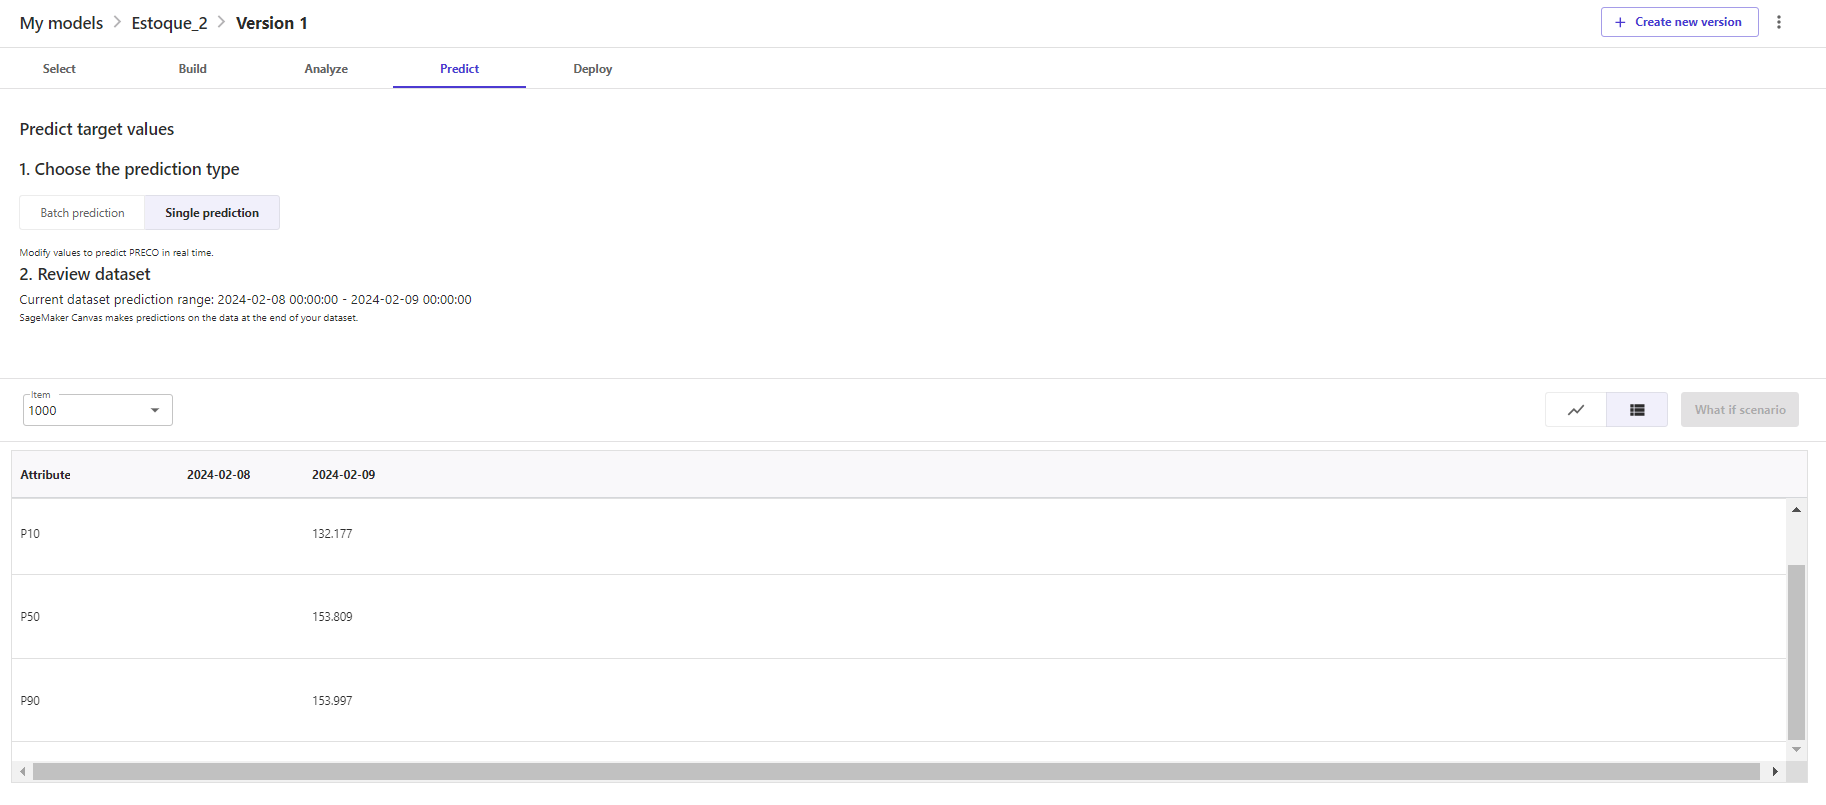 My models > Estoque_2 > Version 1
+ Create new version
Select Build Analyze Predict Deploy
Predict target values
1. Choose the prediction type
Batch prediction Single prediction
Modify values to predict PRECO in real time.
2. Review dataset
Current dataset prediction range: 2024-02-08 00:00:00 - 2024-02-09 00:00:00
SageMaker Canvas makes predictions on the data at the end of your dataset.
Item
1000
What if scenario
Attribute 2024-02-08 2024-02-09
P10 132.177
P50 153.809
P90 153.997